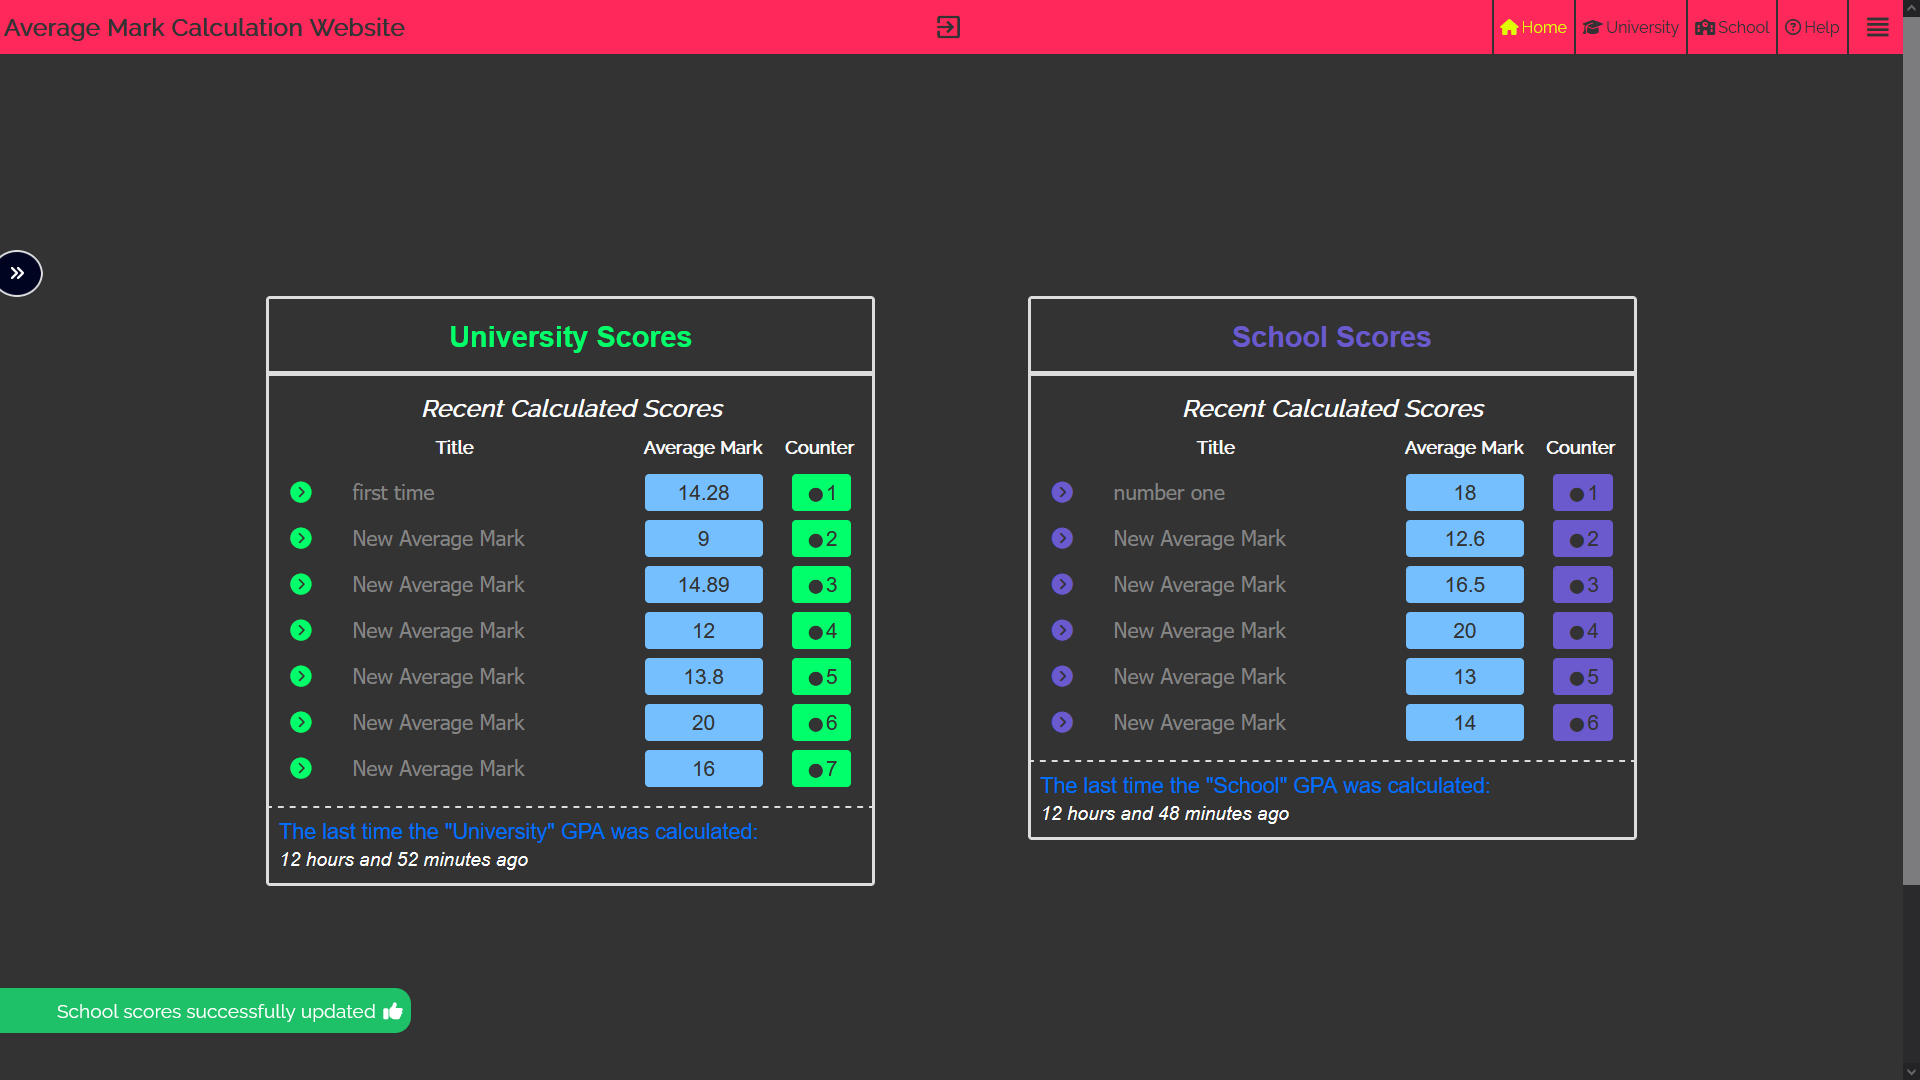 Average Mark Calculation Website
Home University School Help
University Scores
Recent Calculated Scores
Title Average Mark Counter
first time 14.28 1
New Average Mark 9 2
New Average Mark 14.89 3
New Average Mark 12 4
New Average Mark 13.8 5
New Average Mark 20 6
New Average Mark 16 7
The last time the "University" GPA was calculated:
12 hours and 52 minutes ago
School Scores
Recent Calculated Scores
Title Average Mark Counter
number one 18 1
New Average Mark 12.6 2
New Average Mark 16.5 3
New Average Mark 20 4
New Average Mark 13 5
New Average Mark 14 6
The last time the "School" GPA was calculated:
12 hours and 48 minutes ago
School scores successfully updated